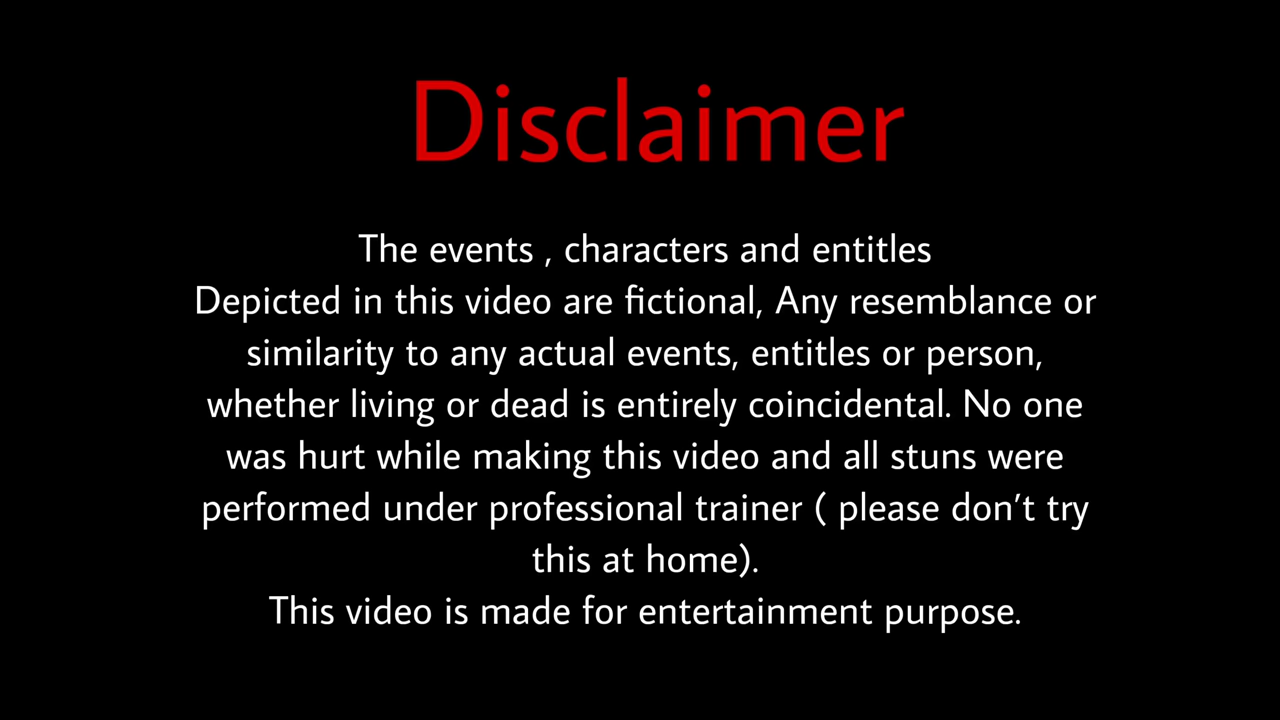 Disclaimer
The events , characters and entitles
Depicted in this video are fictional, Any resemblance or
similarity to any actual events, entitles or person,
whether living or dead is entirely coincidental. No one
was hurt while making this video and all stuns were
performed under professional trainer ( please don’t try
this at home).
This video is made for entertainment purpose.